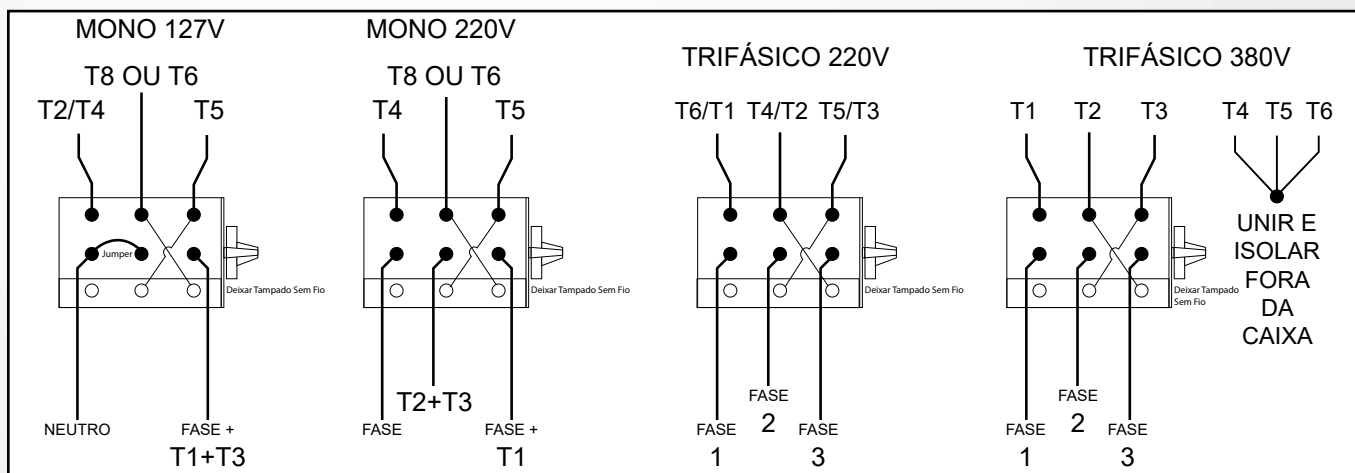 MONO 127V
T8 OU T6
T2/T4
T5
Jumper
Deixar Tampado Sem Fio
NEUTRO
FASE +
T1+T3
MONO 220V
T8 OU T6
T4
T5
Deixar Tampado Sem Fio
T2+T3
FASE
FASE +
T1
TRIFÁSICO 220V
T6/T1 T4/T2 T5/T3
Deixar Tampado Sem Fio
FASE
1
FASE
2
FASE
3
TRIFÁSICO 380V
T1 T2 T3
Deixar Tampado
Sem Fio
FASE
1
FASE
2
FASE
3
T4 T5 T6
UNIR E
ISOLAR
FORA
DA
CAIXA